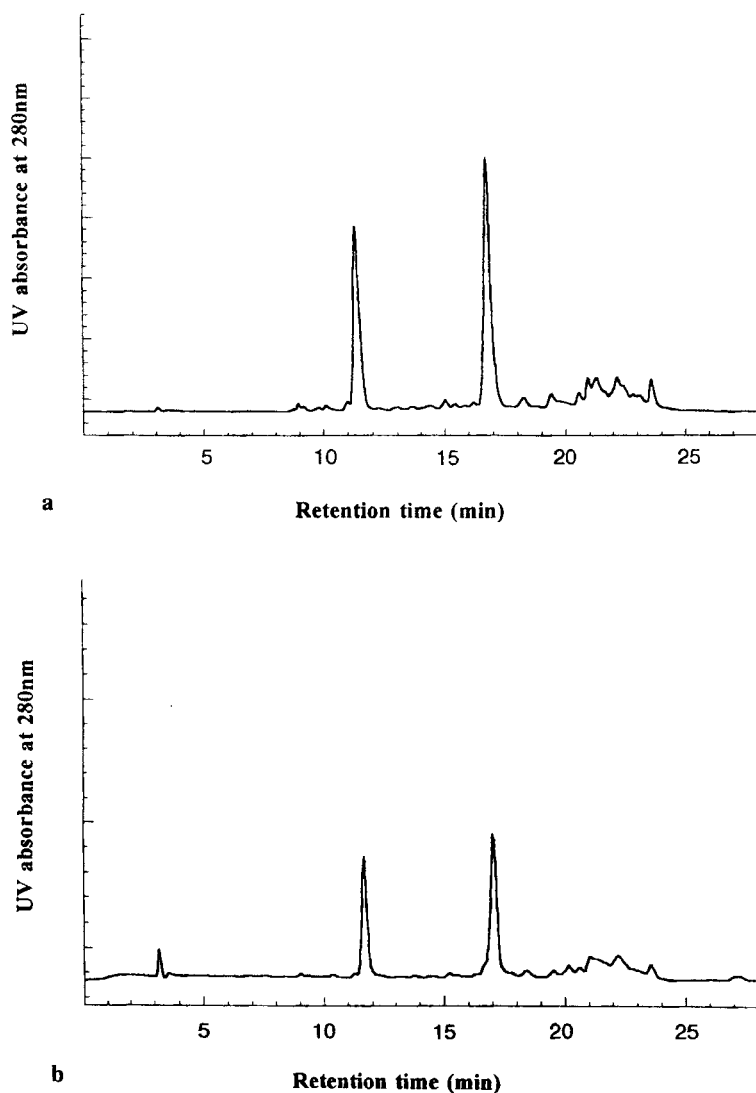 UV absorbance at 280nm
5 10 15 20 25
a
Retention time (min)
UV absorbance at 280nm
5 10 15 20 25
b
Retention time (min)